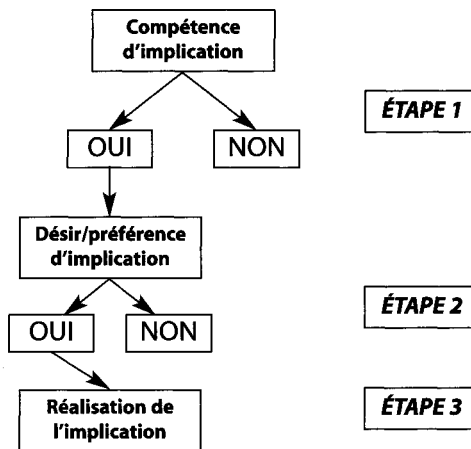 Compétence
d'implication
ÉTAPE 1
OUI NON
Désir/préférence
d'implication
ÉTAPE 2
OUI NON
Réalisation de
l'implication
ÉTAPE 3